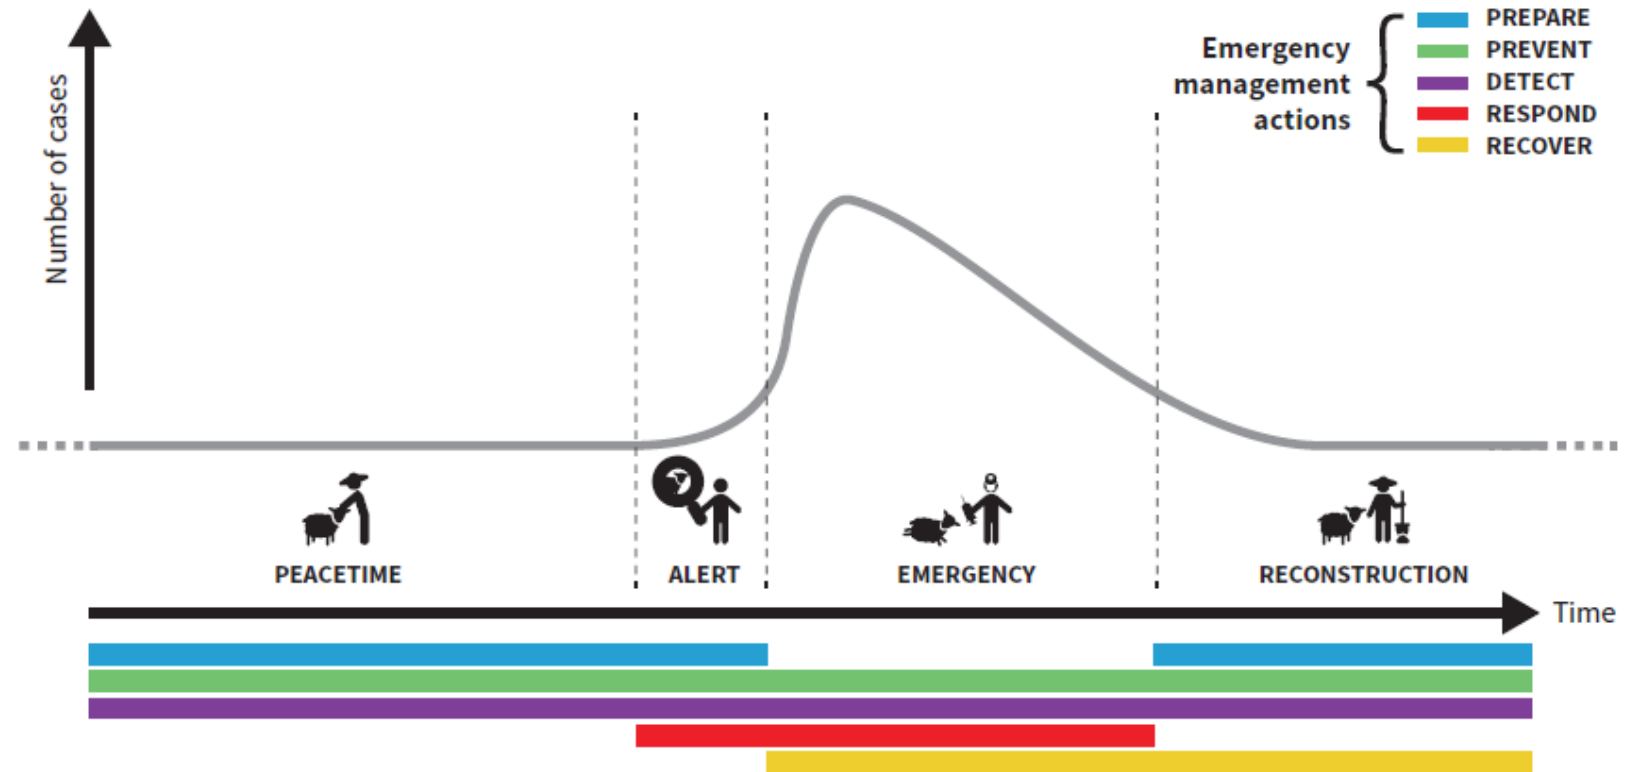 Number of cases
Emergency
management
actions
PREPARE
PREVENT
DETECT
RESPOND
RECOVER
PEACETIME
ALERT
EMERGENCY
RECONSTRUCTION
Time